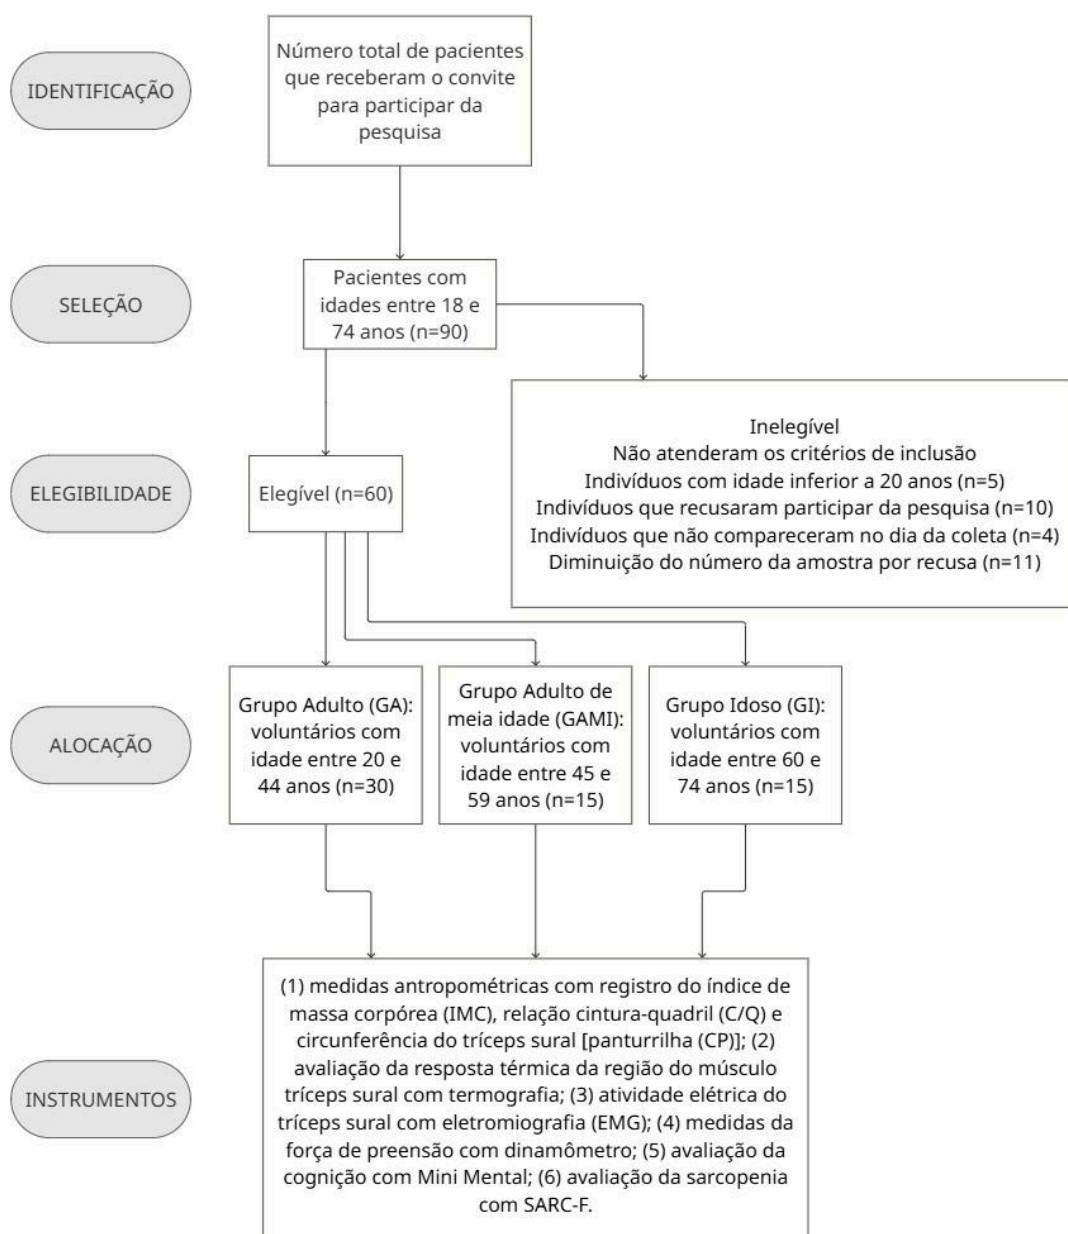 IDENTIFICAÇÃO
Número total de pacientes
que receberam o convite
para participar da
pesquisa
SELEÇÃO
Pacientes com
idades entre 18 e
74 anos (n=90)
Inelegível
Não atenderam os critérios de inclusão
Indivíduos com idade inferior a 20 anos (n=5)
Indivíduos que recusaram participar da pesquisa (n=10)
Indivíduos que não compareceram no dia da coleta (n=4)
Diminuição do número da amostra por recusa (n=11)
ELEGIBILIDADE
Elegível (n=60)
ALOCAÇÃO
Grupo Adulto (GA):
voluntários com
idade entre 20 e
44 anos (n=30)
Grupo Adulto de
meia idade (GAMI):
voluntários com
idade entre 45 e
59 anos (n=15)
Grupo Idoso (GI):
voluntários com
idade entre 60 e
74 anos (n=15)
INSTRUMENTOS
(1) medidas antropométricas com registro do índice de
massa corpórea (IMC), relação cintura-quadril (C/Q) e
circunferência do tríceps sural [panturrilha (CP)]; (2)
avaliação da resposta térmica da região do músculo
tríceps sural com termografia; (3) atividade elétrica do
tríceps sural com eletromiografia (EMG); (4) medidas da
força de preensão com dinamômetro; (5) avaliação da
cognição com Mini Mental; (6) avaliação da sarcopenia
com SARC-F.